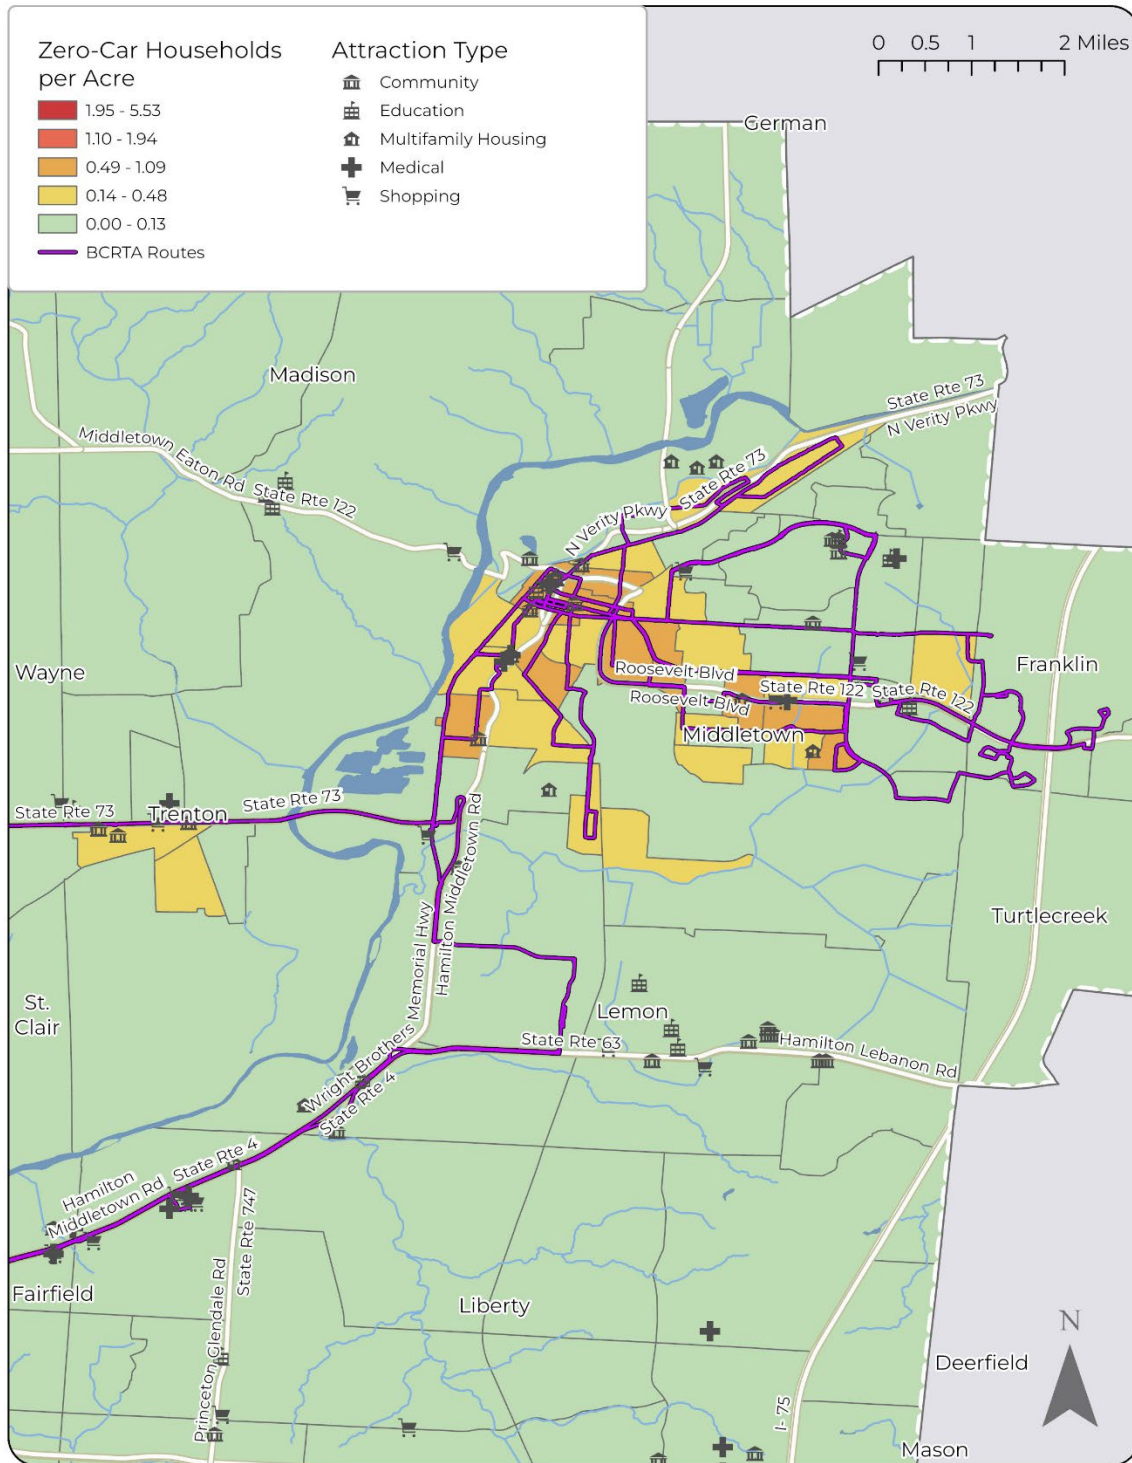 Zero-Car Households
per Acre
1.95 - 5.53
1.10 - 1.94
0.49 - 1.09
0.14 - 0.48
0.00 - 0.13
BCRTA Routes
Attraction Type
Community
Education
Multifamily Housing
Medical
Shopping
0 0.5 1 2 Miles
German
Madison
State Rte 73
N Verity Pkwy
Middletown Eaton Rd
State Rte 122
State Rte 73
N Verity Pkwy
Wayne
Franklin
Roosevelt Blvd
State Rte 122
State Rte 122
Roosevelt Blvd
Middletown
State Rte 73
Trenton
State Rte 73
Hamilton Middletown Rd
Turtlecreek
Wright Brothers Memorial Hwy
St.
Clair
Lemon
State Rte 63
Hamilton Lebanon Rd
State Rte 4
State Rte 4
Hamilton
Middletown Rd
State Rte 747
Princeton Glendale Rd
Fairfield
Liberty
N
Deerfield
I- 75
Mason